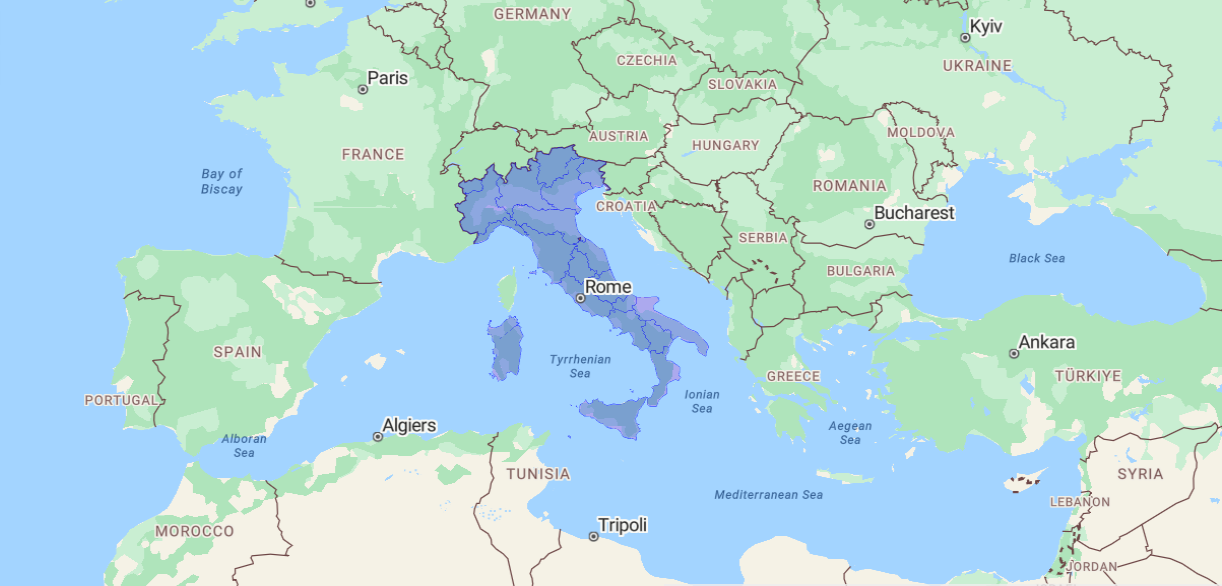 GERMANY
Kyiv
CZECHIA
UKRAINE
Paris
SLOVAKIA
AUSTRIA
MOLDOVA
HUNGARY
FRANCE
Bay of
Biscay
ROMANIA
CROATIA
Bucharest
SERBIA
Black Sea
BULGARIA
Rome
Ankara
SPAIN
Tyrrhenian
Sea
GREECE
TÜRKIYE
PORTUGAL
Ionian
Sea
Algiers
Aegean
Sea
Alboran
Sea
TUNISIA
SYRIA
Mediterranean Sea
LEBANON
Tripoli
MOROCCO
JORDAN